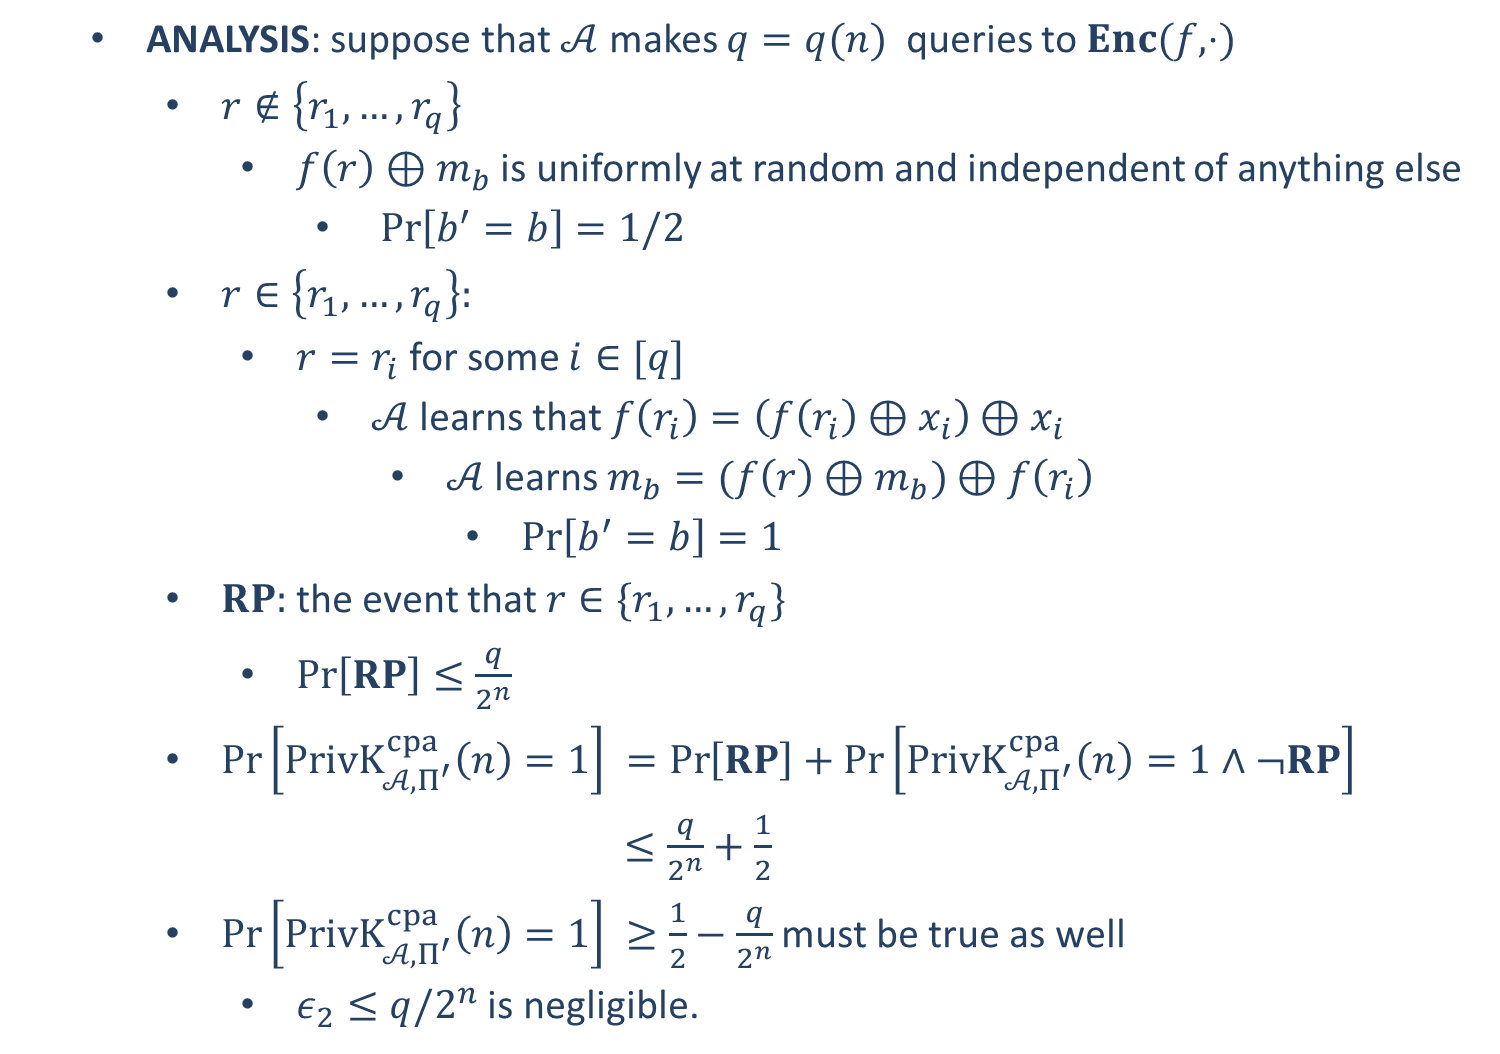 • ANALYSIS: suppose that 𝒜 makes q = q(n) queries to Enc(f,·)
• r ∉ {r₁, … , r_q}
• f(r) ⊕ m_b is uniformly at random and independent of anything else
• Pr[b′ = b] = 1/2
• r ∈ {r₁, … , r_q}:
• r = r_i for some i ∈ [q]
• 𝒜 learns that f(r_i) = (f(r_i) ⊕ x_i) ⊕ x_i
• 𝒜 learns m_b = (f(r) ⊕ m_b) ⊕ f(r_i)
• Pr[b′ = b] = 1
• RP: the event that r ∈ {r₁, … , r_q}
• Pr[RP] ≤ q/2ⁿ
• Pr[PrivK^cpa_𝒜,Π′(n) = 1] = Pr[RP] + Pr[PrivK^cpa_𝒜,Π′(n) = 1 ∧ ¬RP]
≤ q/2ⁿ + 1/2
• Pr[PrivK^cpa_𝒜,Π′(n) = 1] ≥ 1/2 − q/2ⁿ must be true as well
• ϵ₂ ≤ q/2ⁿ is negligible.